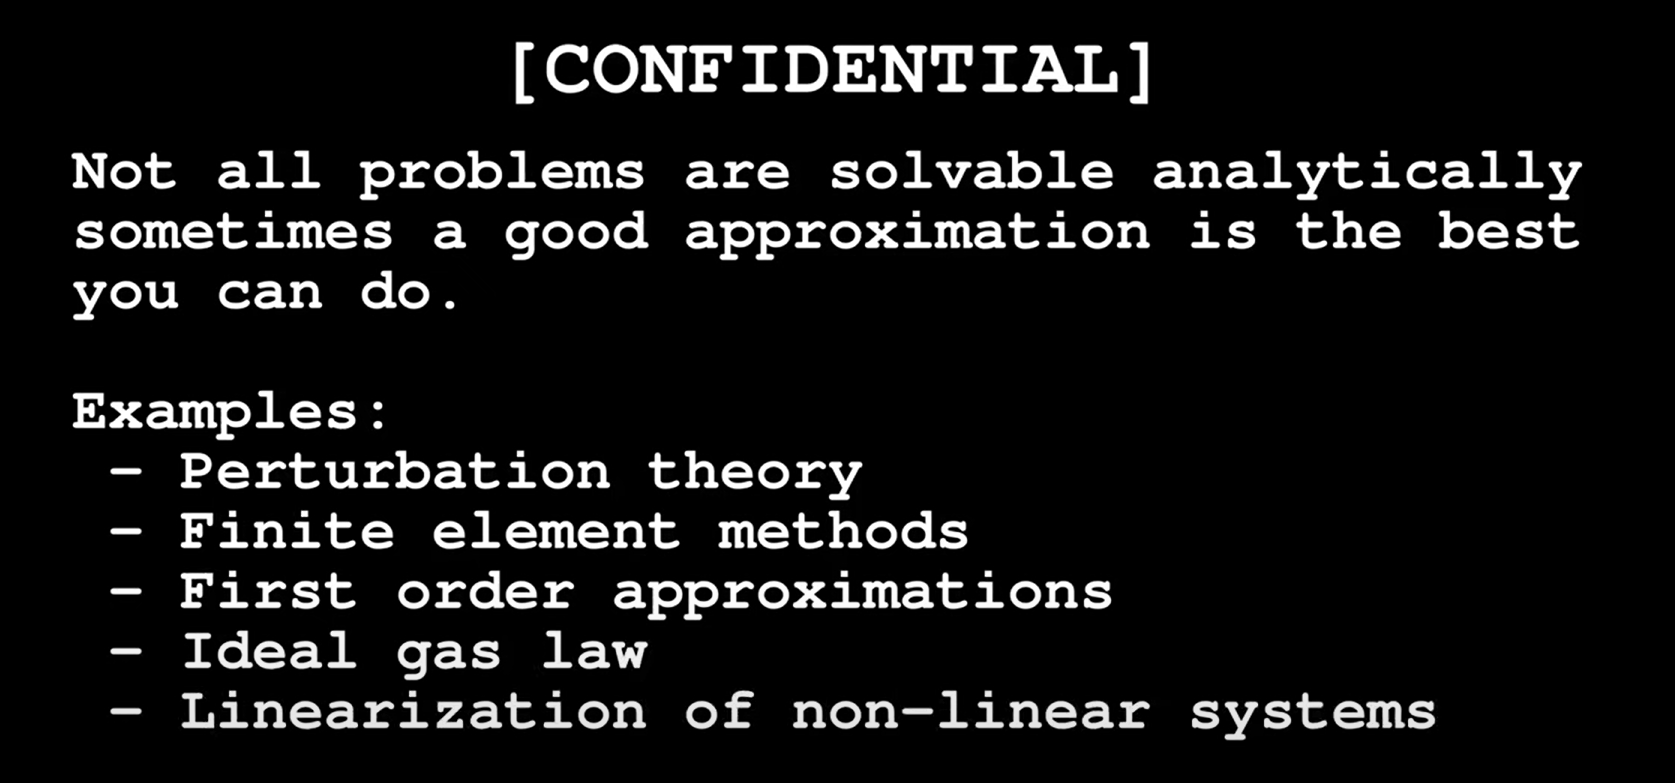 [CONFIDENTIAL]
Not all problems are solvable analytically
sometimes a good approximation is the best
you can do.
Examples:
- Perturbation theory
- Finite element methods
- First order approximations
- Ideal gas law
- Linearization of non-linear systems